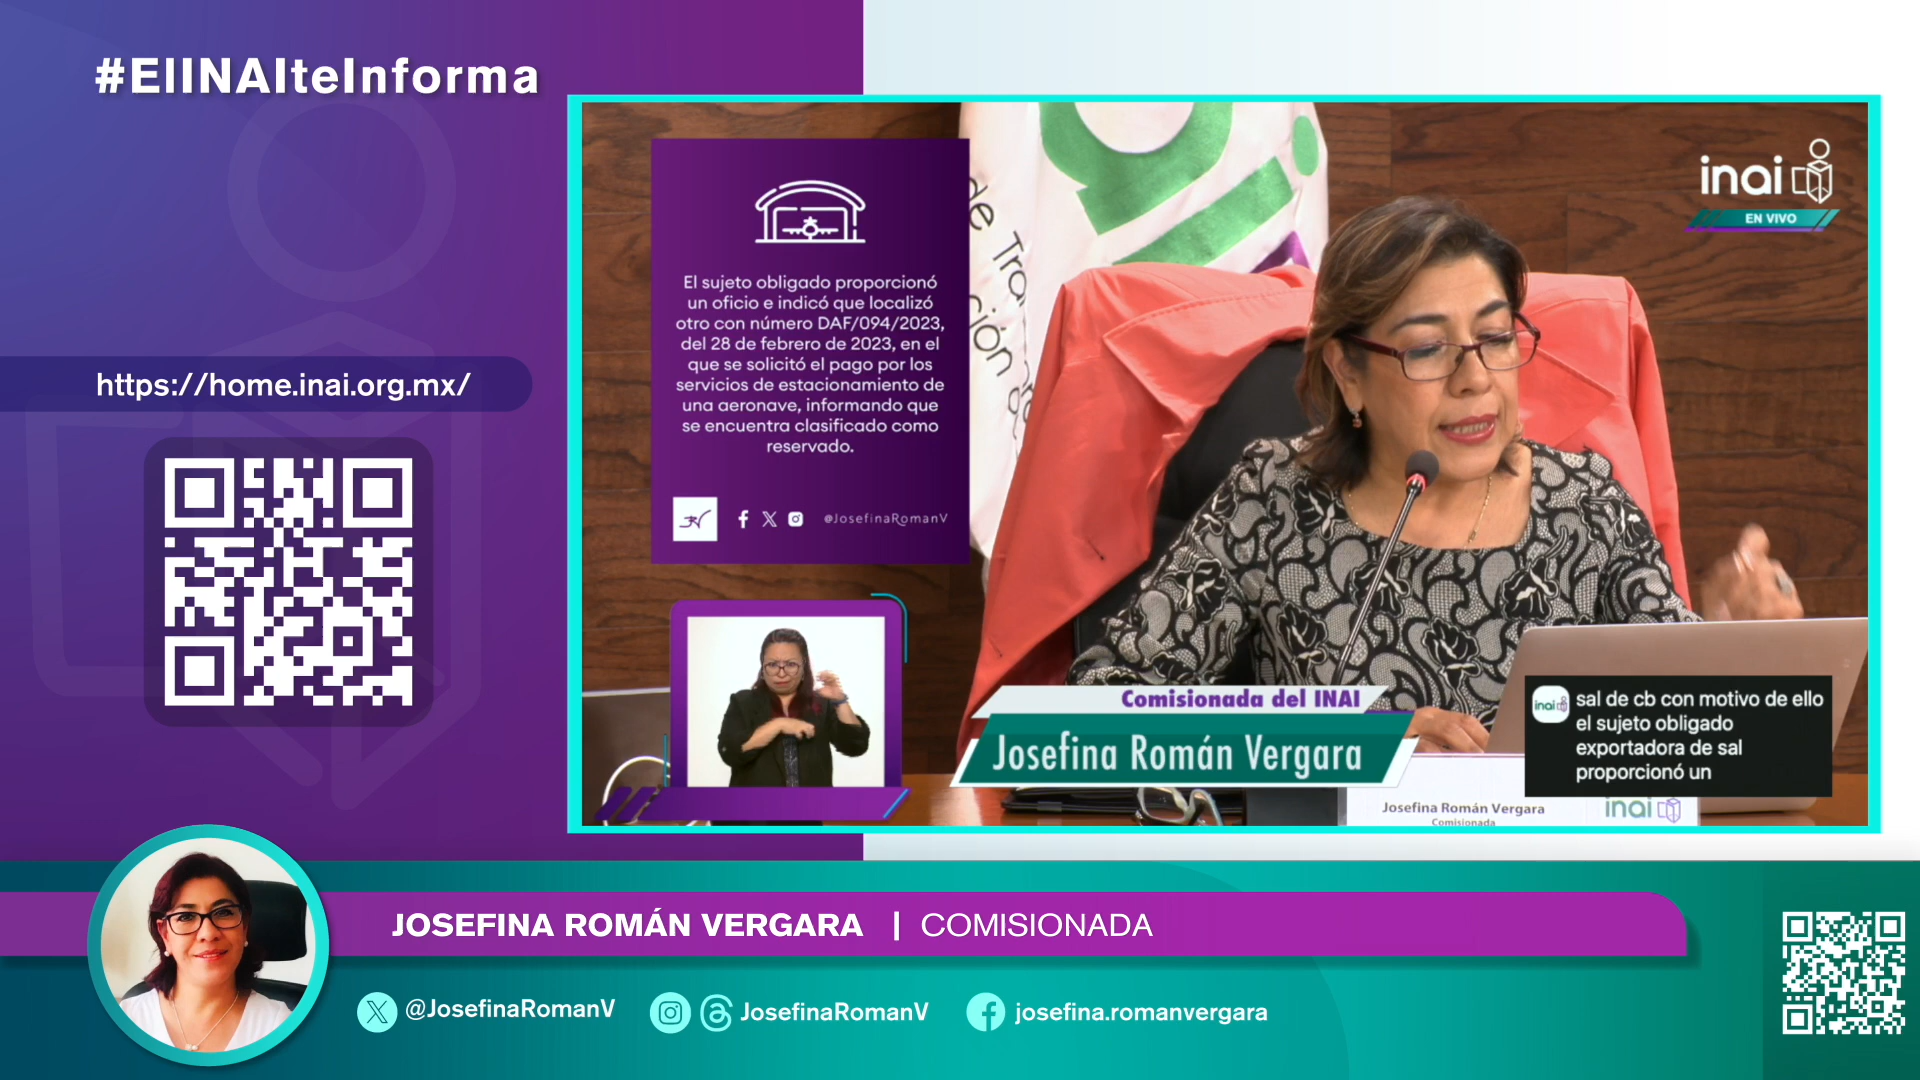 #ElINAIteInforma
https://home.inai.org.mx/
El sujeto obligado proporcionó
un oficio e indicó que localizó
otro con número DAF/094/2023,
del 28 de febrero de 2023, en el
que se solicitó el pago por los
servicios de estacionamiento de
una aeronave, informando que
se encuentra clasificado como
reservado.
@JosefinaRomanV
de Tra
ción
inai
EN VIVO
Comisionada del INAI
Josefina Román Vergara
inai
sal de cb con motivo de ello
el sujeto obligado
exportadora de sal
proporcionó un
Josefina Román Vergara
Comisionada
inai
JOSEFINA ROMÁN VERGARA | COMISIONADA
@JosefinaRomanV
JosefinaRomanV
josefina.romanvergara